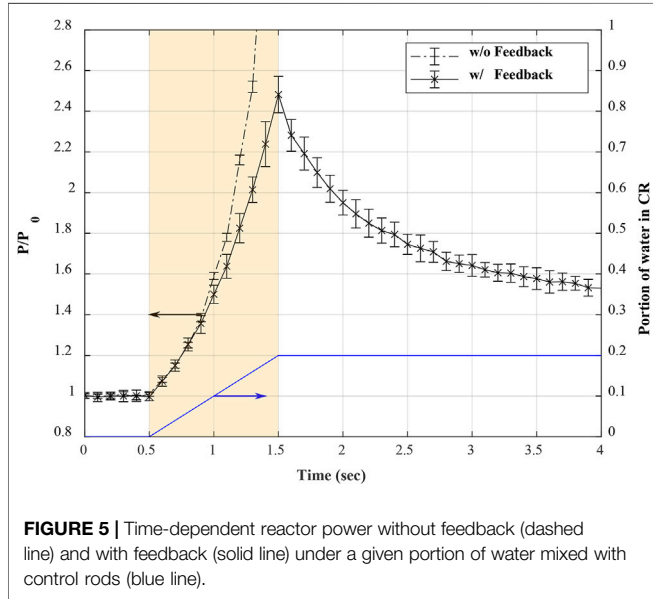 2.8
2.6
2.4
2.2
2
1.8
1.6
1.4
1.2
1
0.8
P/P 0
0 0.5 1 1.5 2 2.5 3 3.5 4
Time (sec)
1
0.9
0.8
0.7
0.6
0.5
0.4
0.3
0.2
0.1
0
Portion of water in CR
w/o Feedback
w/ Feedback
FIGURE 5 | Time-dependent reactor power without feedback (dashed
line) and with feedback (solid line) under a given portion of water mixed with
control rods (blue line).